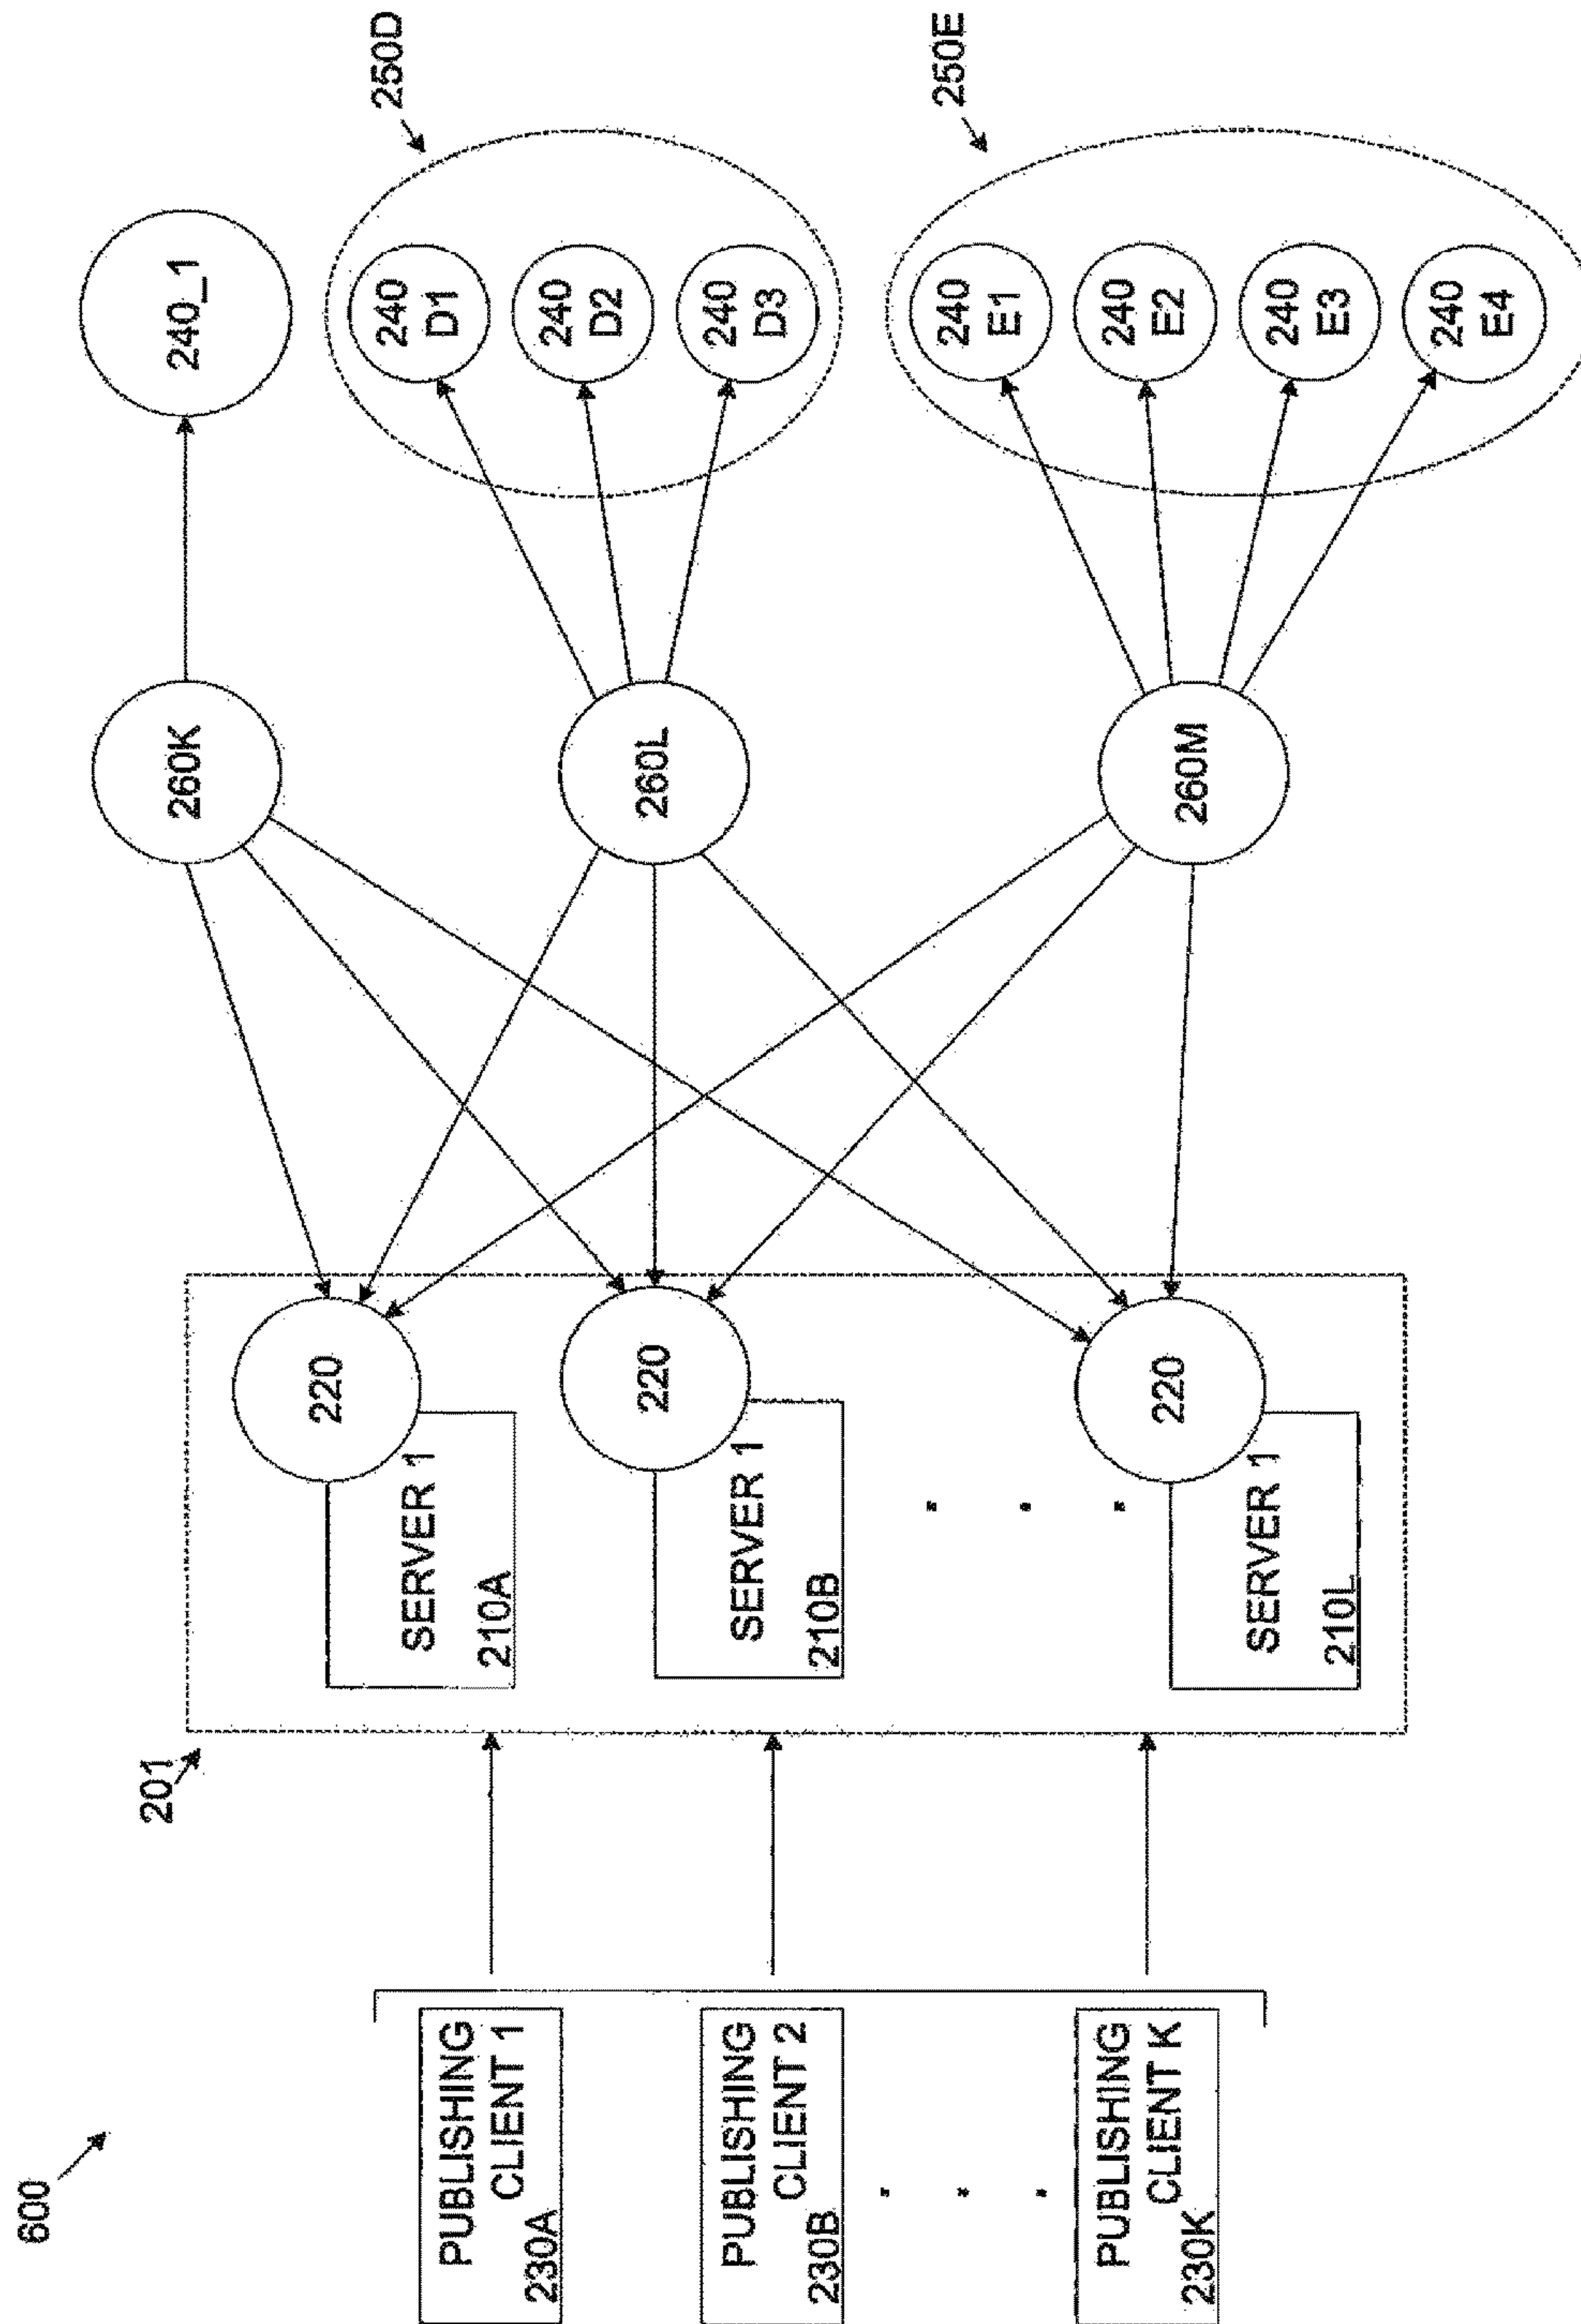 600
PUBLISHING
CLIENT 1
230A
PUBLISHING
CLIENT 2
230B
PUBLISHING
CLIENT K
230K
201
220
SERVER 1
210A
220
SERVER 1
210B
220
SERVER 1
210L
260K
260L
260M
240_1
250D
240
D1
240
D2
240
D3
250E
240
E1
240
E2
240
E3
240
E4